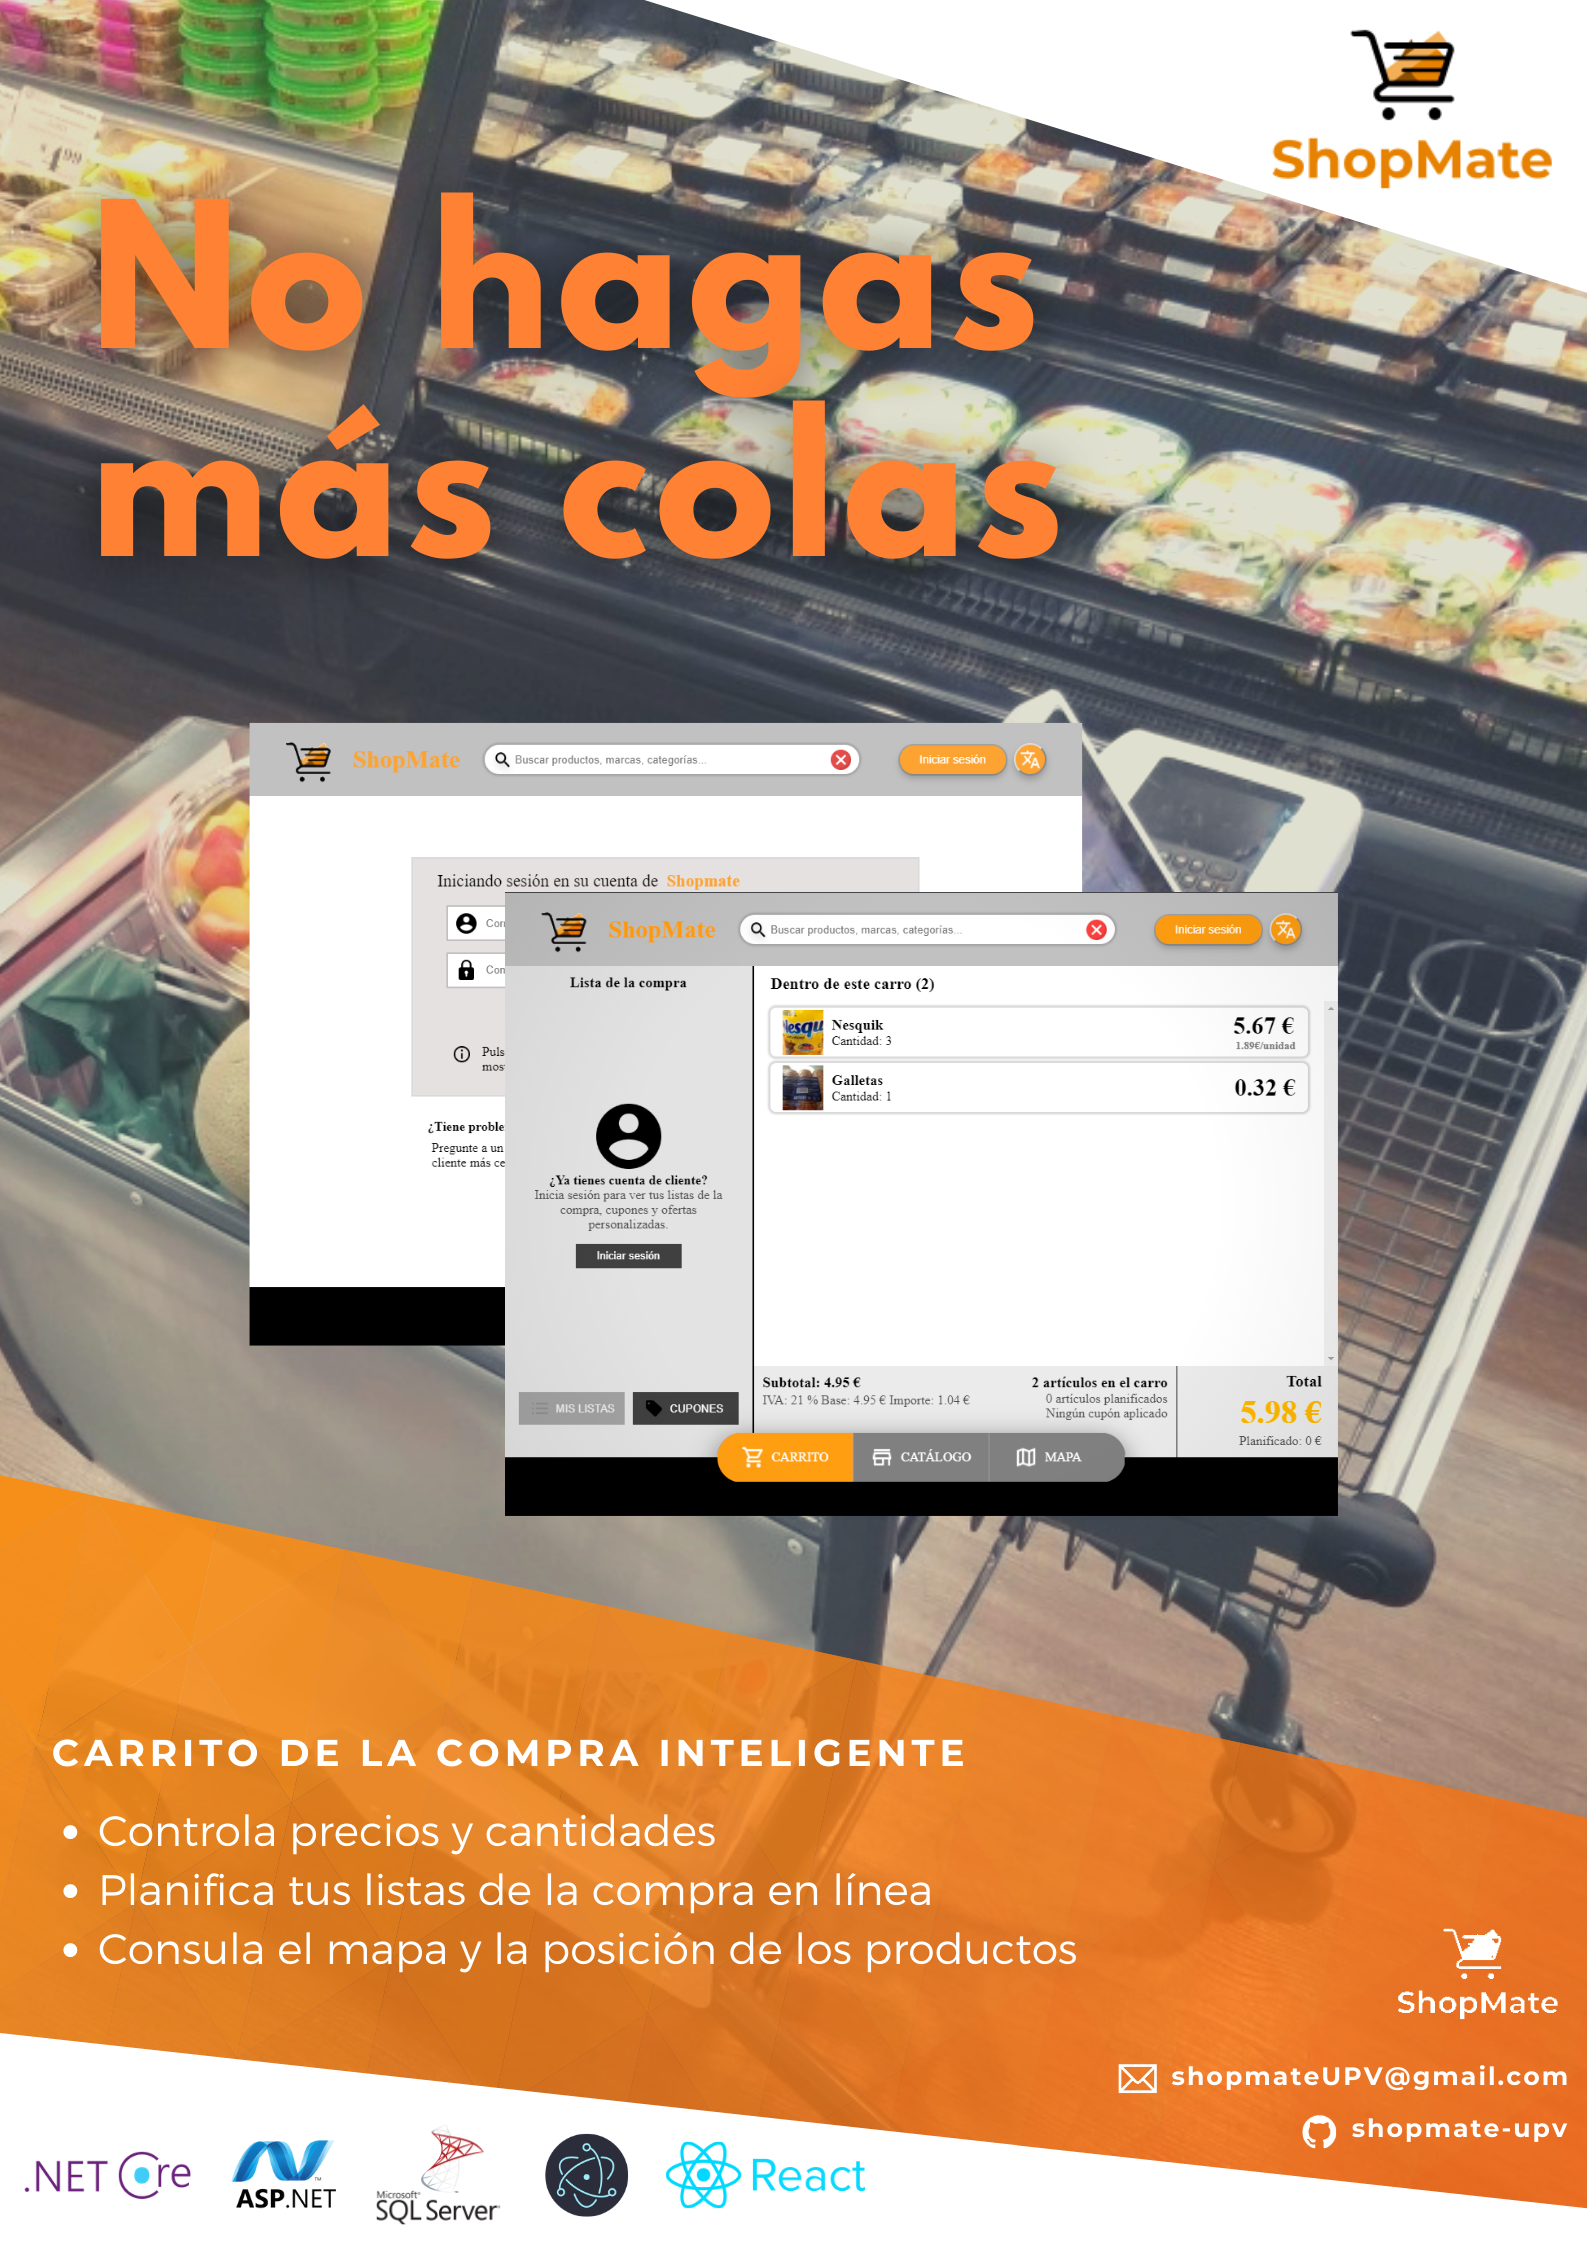 ShopMate
No hagas
más colas
ShopMate
Buscar productos, marcas, categorías...
Iniciar sesión
Iniciando sesión en su cuenta de Shopmate
¿Tiene proble
Pregunte a un
cliente más ce
ShopMate
Buscar productos, marcas, categorías...
Iniciar sesión
Lista de la compra
¿Ya tienes cuenta de cliente?
Inicia sesión para ver tus listas de la
compra, cupones y ofertas
personalizadas.
Iniciar sesión
MIS LISTAS
CUPONES
Dentro de este carro (2)
Nesquik
Cantidad: 3
5.67 €
1.89€/unidad
Galletas
Cantidad: 1
0.32 €
Subtotal: 4.95 €
IVA: 21 % Base: 4.95 € Importe: 1.04 €
2 artículos en el carro
0 artículos planificados
Ningún cupón aplicado
Total
5.98 €
Planificado: 0 €
CARRITO
CATÁLOGO
MAPA
CARRITO DE LA COMPRA INTELIGENTE
• Controla precios y cantidades
• Planifica tus listas de la compra en línea
• Consula el mapa y la posición de los productos
ShopMate
shopmateUPV@gmail.com
shopmate-upv
.NET Core
ASP.NET
Microsoft
SQL Server
React